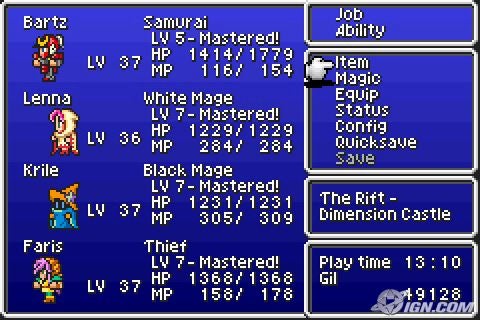 Bartz Samurai
LV 5-Mastered!
LV 37 HP 1414/1779
MP 116/ 154
Lenna White Mage
LV 7-Mastered!
LV 36 HP 1229/1229
MP 284/ 284
Krile Black Mage
LV 7-Mastered!
LV 37 HP 1231/1231
MP 305/ 309
Faris Thief
LV 7-Mastered!
LV 37 HP 1368/1368
MP 158/ 178
Job
Ability
Item
Magic
Equip
Status
Config
Quicksave
Save
The Rift -
Dimension Castle
Play time 13:10
Gil
49128
IGN.COM